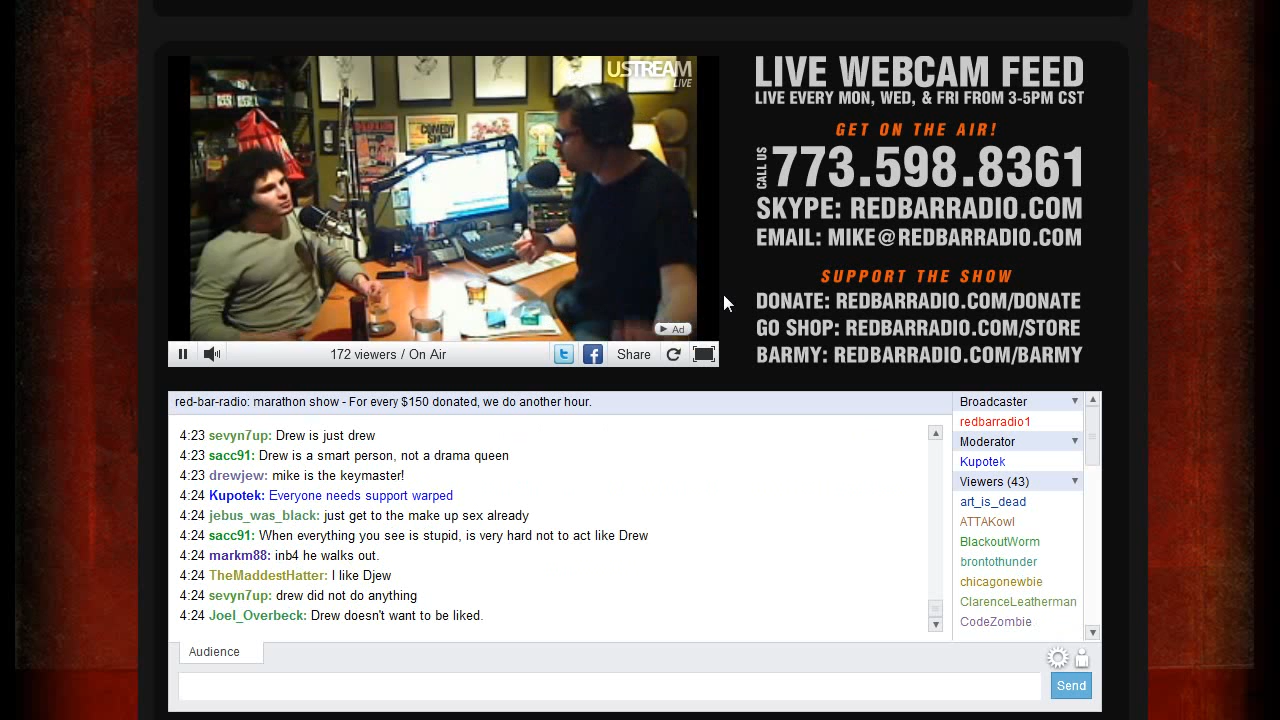 USTREAM
LIVE
COMEDY
Ad
172 viewers / On Air
Share
LIVE WEBCAM FEED
LIVE EVERY MON, WED, & FRI FROM 3-5PM CST
GET ON THE AIR!
CALL US
773.598.8361
SKYPE: REDBARRADIO.COM
EMAIL: MIKE@REDBARRADIO.COM
SUPPORT THE SHOW
DONATE: REDBARRADIO.COM/DONATE
GO SHOP: REDBARRADIO.COM/STORE
BARMY: REDBARRADIO.COM/BARMY
red-bar-radio: marathon show - For every $150 donated, we do another hour.
4:23 sevyn7up: Drew is just drew
4:23 sacc91: Drew is a smart person, not a drama queen
4:23 drewjew: mike is the keymaster!
4:24 Kupotek: Everyone needs support warped
4:24 jebus_was_black: just get to the make up sex already
4:24 sacc91: When everything you see is stupid, is very hard not to act like Drew
4:24 markm88: inb4 he walks out.
4:24 TheMaddestHatter: I like Djew
4:24 sevyn7up: drew did not do anything
4:24 Joel_Overbeck: Drew doesn't want to be liked.
Broadcaster
redbarradio1
Moderator
Kupotek
Viewers (43)
art_is_dead
ATTAKowl
BlackoutWorm
brontothunder
chicagonewbie
ClarenceLeatherman
CodeZombie
Audience
Send